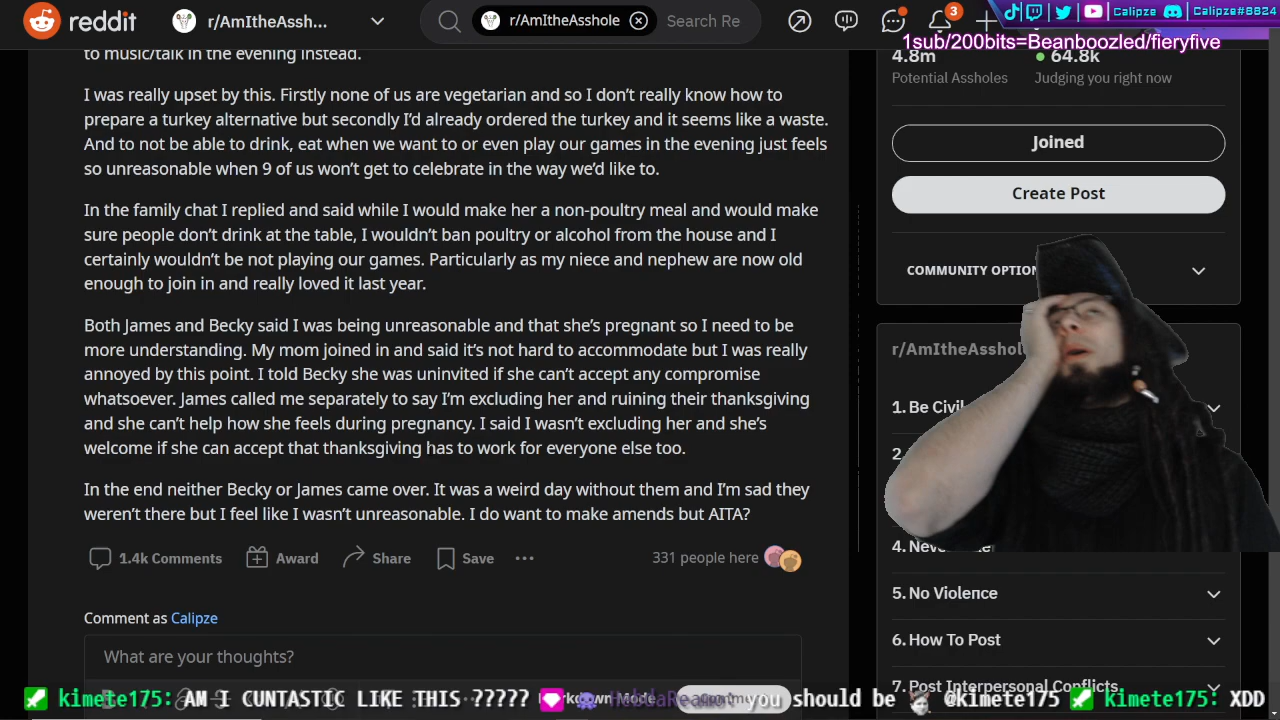 reddit
r/AmItheAssh...
r/AmItheAsshole
Search Re
3
Calipze
Calipze#8824
1sub/200bits=Beanboozled/fieryfive
to music/talk in the evening instead.
4.8m
64.8k
Potential Assholes
Judging you right now
I was really upset by this. Firstly none of us are vegetarian and so I don't really know how to
prepare a turkey alternative but secondly I'd already ordered the turkey and it seems like a waste.
And to not be able to drink, eat when we want to or even play our games in the evening just feels
so unreasonable when 9 of us won't get to celebrate in the way we'd like to.
Joined
Create Post
In the family chat I replied and said while I would make her a non-poultry meal and would make
sure people don't drink at the table, I wouldn't ban poultry or alcohol from the house and I
certainly wouldn't be not playing our games. Particularly as my niece and nephew are now old
enough to join in and really loved it last year.
COMMUNITY OPTION
Both James and Becky said I was being unreasonable and that she's pregnant so I need to be
more understanding. My mom joined in and said it's not hard to accommodate but I was really
annoyed by this point. I told Becky she was uninvited if she can't accept any compromise
whatsoever. James called me separately to say I'm excluding her and ruining their thanksgiving
and she can't help how she feels during pregnancy. I said I wasn't excluding her and she's
welcome if she can accept that thanksgiving has to work for everyone else too.
r/AmItheAsshol
1. Be Civil
2.
In the end neither Becky or James came over. It was a weird day without them and I'm sad they
weren't there but I feel like I wasn't unreasonable. I do want to make amends but AITA?
1.4k Comments
Award
Share
Save
331 people here
4.
5. No Violence
6. How To Post
7. Post Interpersonal Conflicts
Comment as Calipze
What are your thoughts?
kimete175: AM I CUNTASTIC LIKE THIS ?????
you should be
@kimete175
kimete175: XDD